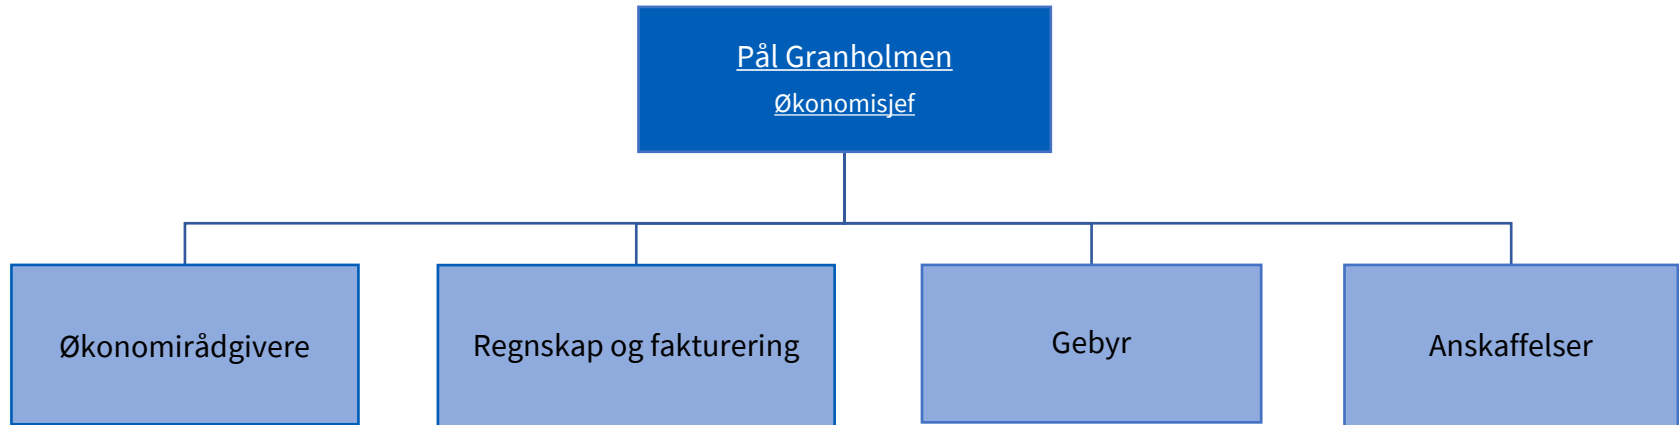 Pål Granholmen
Økonomisjef
Økonomirådgivere
Regnskap og fakturering
Gebyr
Anskaffelser